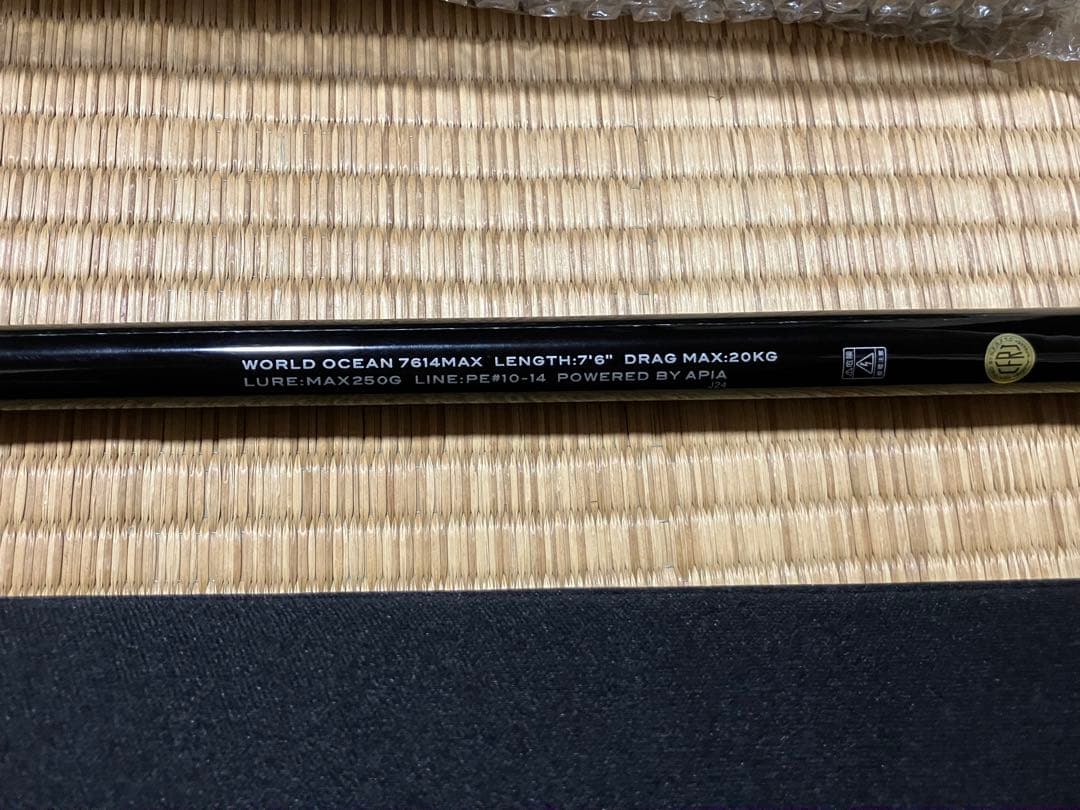 WORLD OCEAN 7614MAX LENGTH:7'6" DRAG MAX:20KG
LURE:MAX250G LINE:PE#10-14 POWERED BY APIA
J24